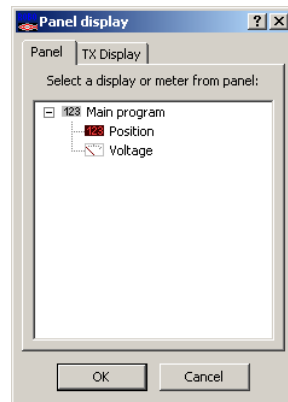 Panel display
Panel TX Display
Select a display or meter from panel:
123 Main program
123 Position
Voltage
OK Cancel